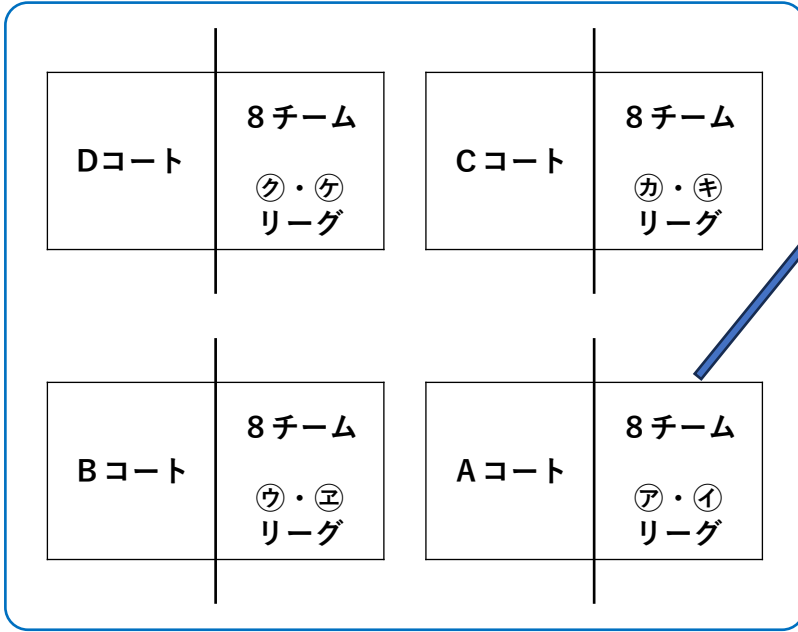 Dコート
８チーム
㋗・㋘
リーグ
Cコート
８チーム
㋕・㋖
リーグ
Bコート
８チーム
㋒・㋽
リーグ
Aコート
８チーム
㋐・㋑
リーグ